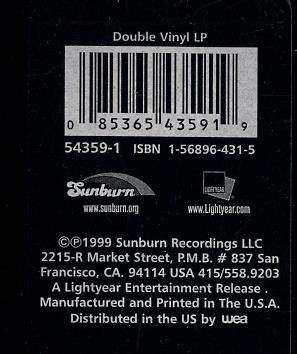 Double Vinyl LP
0 85365 43591 9
54359-1 ISBN 1-56896-431-5
Sunburn
LIGHTYEAR
www.sunburn.org
www.Lightyear.com
©℗1999 Sunburn Recordings LLC
2215-R Market Street, P.M.B. # 837 San
Francisco, CA. 94114 USA 415/558.9203
A Lightyear Entertainment Release .
Manufactured and Printed in The U.S.A.
Distributed in the US by wea